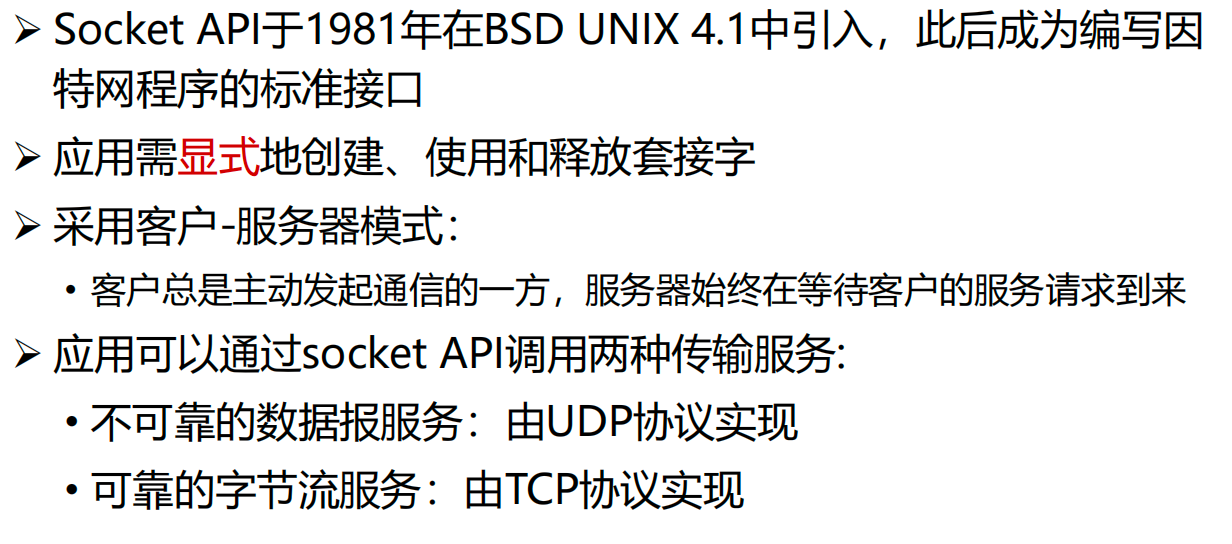 ➢ Socket API于1981年在BSD UNIX 4.1中引入，此后成为编写因
特网程序的标准接口
➢ 应用需显式地创建、使用和释放套接字
➢ 采用客户-服务器模式：
• 客户总是主动发起通信的一方，服务器始终在等待客户的服务请求到来
➢ 应用可以通过socket API调用两种传输服务:
• 不可靠的数据报服务：由UDP协议实现
• 可靠的字节流服务：由TCP协议实现